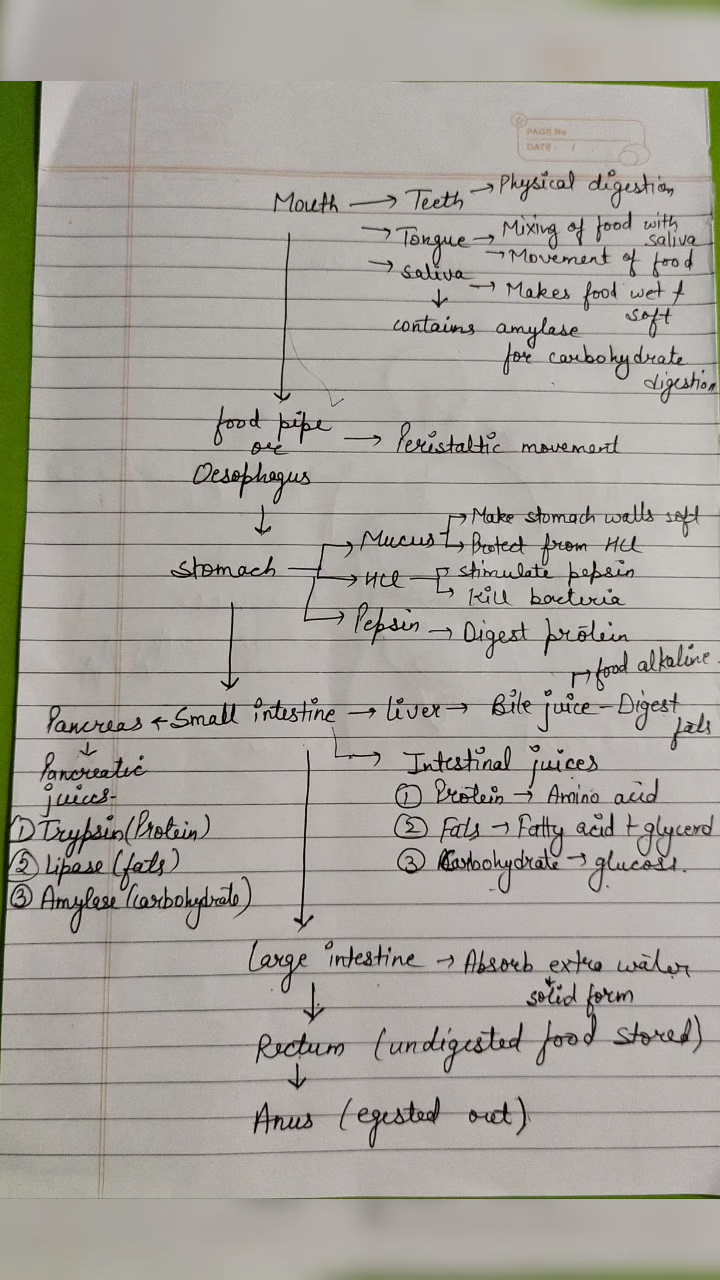 PAGE No
DATE: /
Mouth → Teeth → Physical digestion
→ Tongue → Mixing of food with saliva
→ Movement of food
→ saliva → Makes food wet & soft
↓
contains amylase
for carbohydrate
digestion
food pipe
or
Oesophagus
→ Peristaltic movement
↓
stomach
→ Mucus → Make stomach walls soft
→ Protect from HCl
→ HCl → stimulate pepsin
→ Kill bacteria
→ Pepsin → Digest protein
→ food alkaline
Pancreas ← Small intestine → Liver → Bile juice - Digest
fats
↓
Pancreatic
juices-
① Trypsin (Protein)
② Lipase (fats)
③ Amylase (carbohydrate)
→ Intestinal juices
① Protein → Amino acid
② Fats → Fatty acid + glycerol
③ Carbohydrate → glucose.
Large intestine → Absorb extra water
↓
solid form
↓
Rectum (undigested food stored)
↓
Anus (egested out)